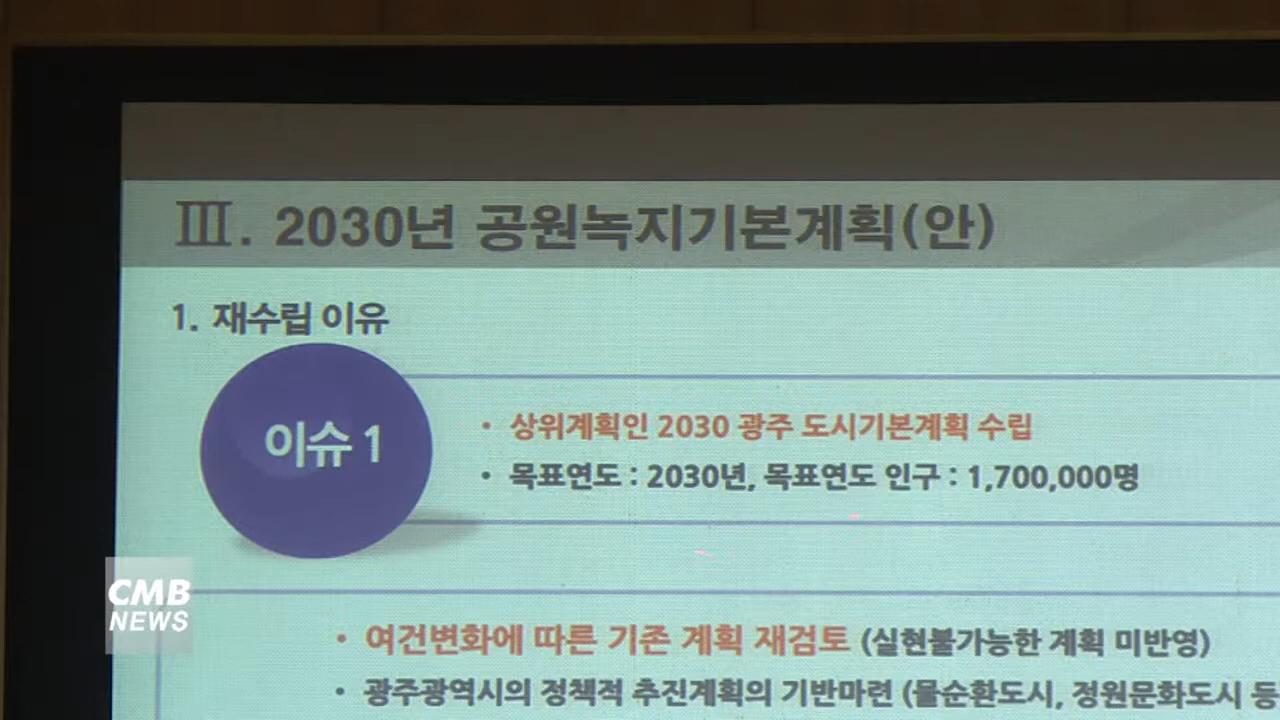 Ⅲ. 2030년 공원녹지기본계획(안)
1. 재수립 이유
이슈 1
• 상위계획인 2030 광주 도시기본계획 수립
• 목표연도 : 2030년, 목표연도 인구 : 1,700,000명
CMB
NEWS
• 여건변화에 따른 기존 계획 재검토 (실현불가능한 계획 미반영)
• 광주광역시의 정책적 추진계획의 기반마련 (물순환도시, 정원문화도시 등